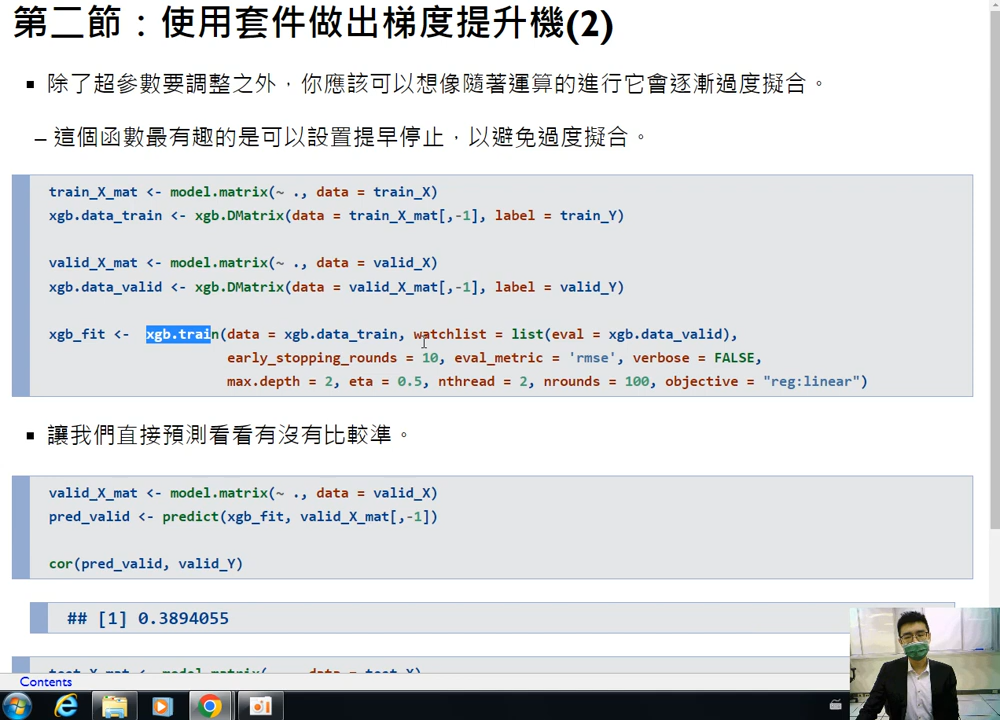 第二節：使用套件做出梯度提升機(2)
▪ 除了超參數要調整之外，你應該可以想像隨著運算的進行它會逐漸過度擬合。
– 這個函數最有趣的是可以設置提早停止，以避免過度擬合。
train_X_mat <- model.matrix(~ ., data = train_X)
xgb.data_train <- xgb.DMatrix(data = train_X_mat[,-1], label = train_Y)
valid_X_mat <- model.matrix(~ ., data = valid_X)
xgb.data_valid <- xgb.DMatrix(data = valid_X_mat[,-1], label = valid_Y)
xgb_fit <- xgb.train(data = xgb.data_train, watchlist = list(eval = xgb.data_valid),
early_stopping_rounds = 10, eval_metric = 'rmse', verbose = FALSE,
max.depth = 2, eta = 0.5, nthread = 2, nrounds = 100, objective = "reg:linear")
▪ 讓我們直接預測看看有沒有比較準。
valid_X_mat <- model.matrix(~ ., data = valid_X)
pred_valid <- predict(xgb_fit, valid_X_mat[,-1])
cor(pred_valid, valid_Y)
## [1] 0.3894055
test_X_mat <- model.matrix(~ ., data = test_X)
Contents